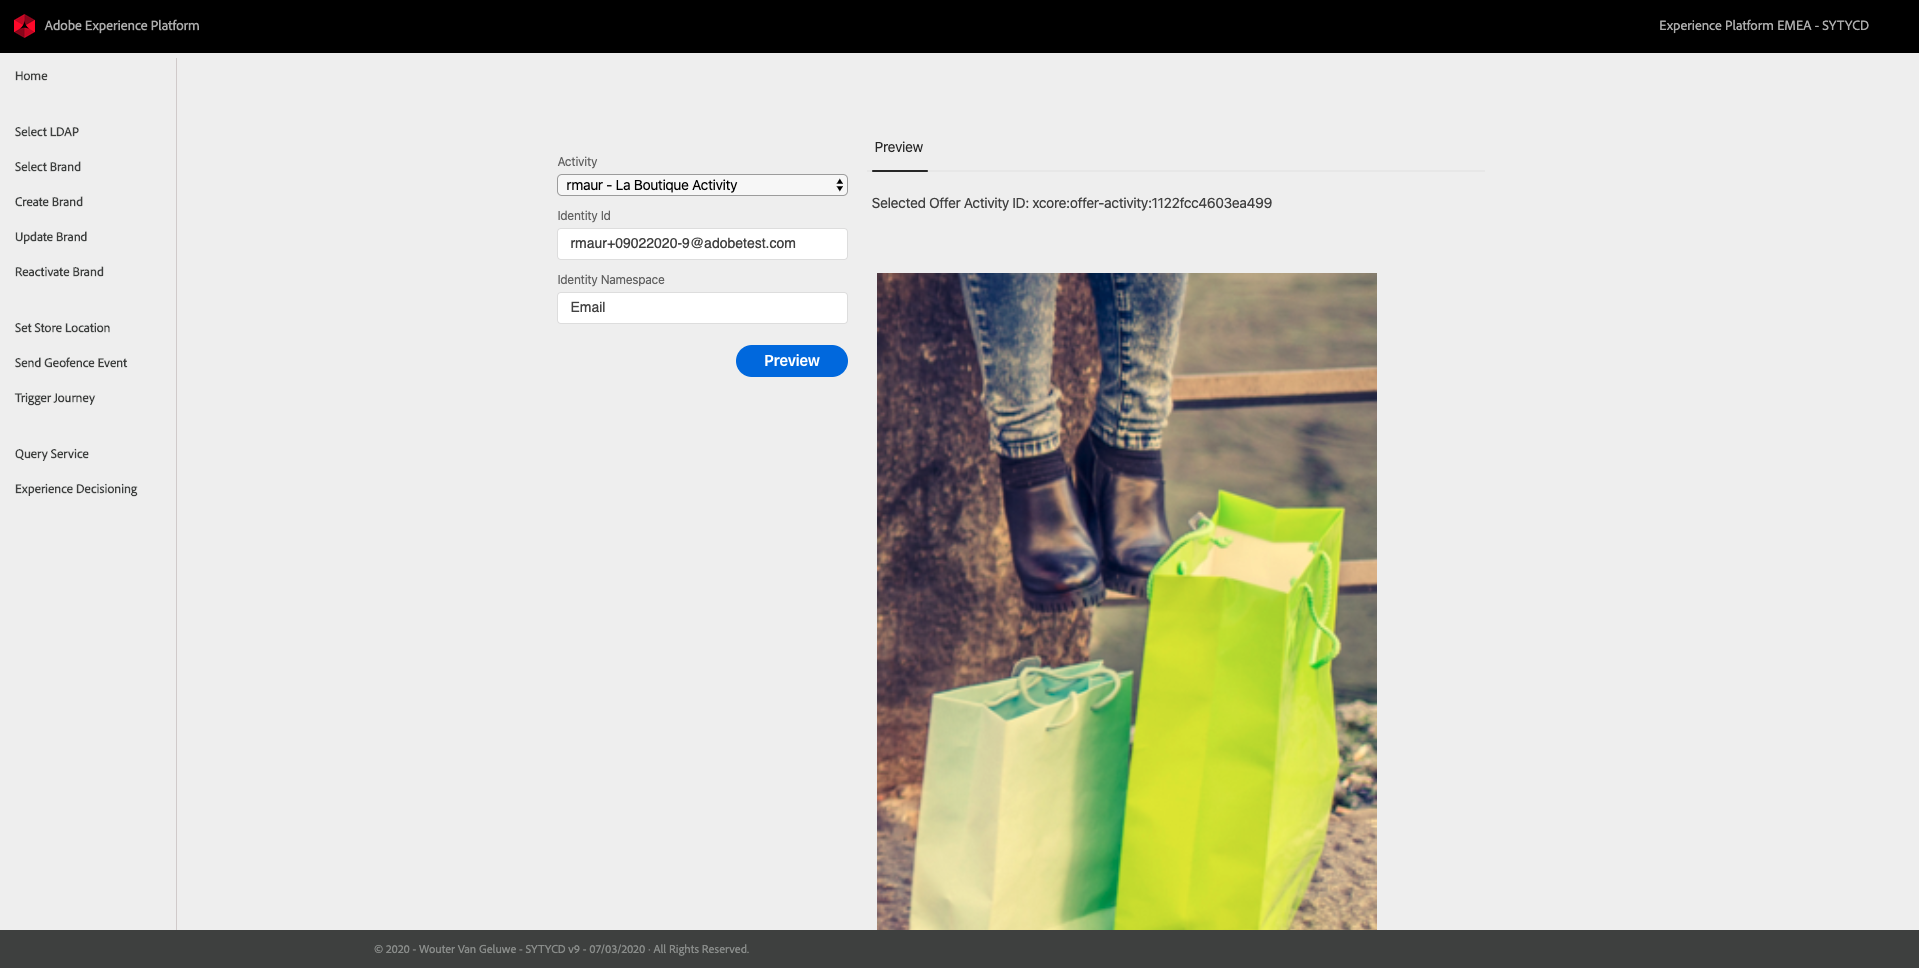 Adobe Experience Platform
Experience Platform EMEA - SYTYCD
Home
Select LDAP
Select Brand
Create Brand
Update Brand
Reactivate Brand
Set Store Location
Send Geofence Event
Trigger Journey
Query Service
Experience Decisioning
Activity
rmaur - La Boutique Activity
Identity Id
rmaur+09022020-9@adobetest.com
Identity Namespace
Email
Preview
Preview
Selected Offer Activity ID: xcore:offer-activity:1122fcc4603ea499
© 2020 - Wouter Van Geluwe - SYTYCD v9 - 07/03/2020 · All Rights Reserved.